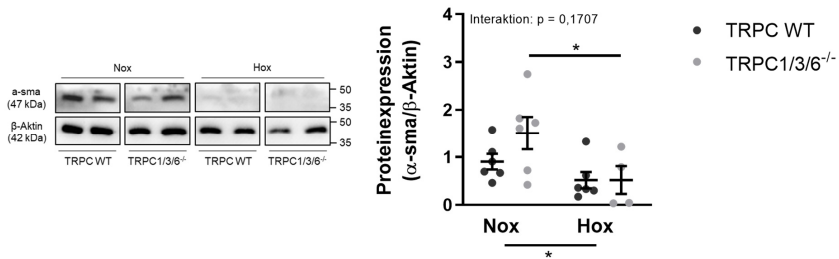 Nox Hox
a-sma
(47 kDa)
50
35
β-Aktin
(42 kDa)
50
35
TRPC WT TRPC1/3/6-/- TRPC WT TRPC1/3/6-/-
Proteinexpression
(α-sma/β-Aktin)
4
3
2
1
0
Interaktion: p = 0,1707
*
Nox Hox
*
TRPC WT
TRPC1/3/6-/-